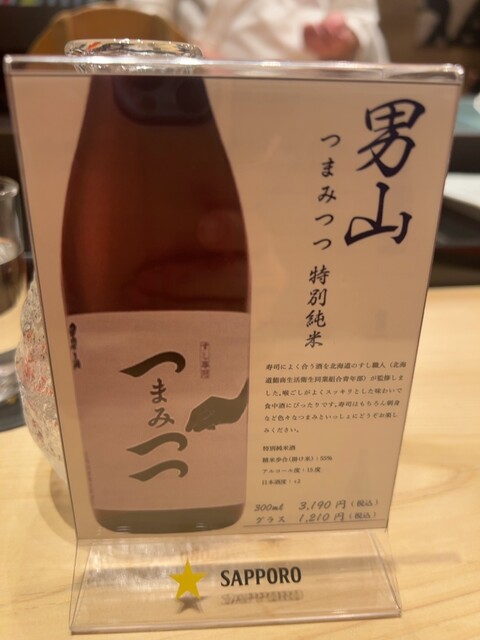 男山
つまみつつ 特別純米
寿司によく合う酒を北海道のすし職人（北海
道鮨商生活衛生同業組合青年部）が監修しまし
た。喉ごしがよくスッキリとした味わいで
食中酒にぴったりです。寿司はもちろん刺身
など色々なつまみといっしょにどうぞお楽し
みください。
特別純米酒
精米歩合(掛け米)：55%
アルコール度：15度
日本酒度：+2
300ml 3,190円（税込）
グラス 1,210円（税込）
つまみつつ
SAPPORO